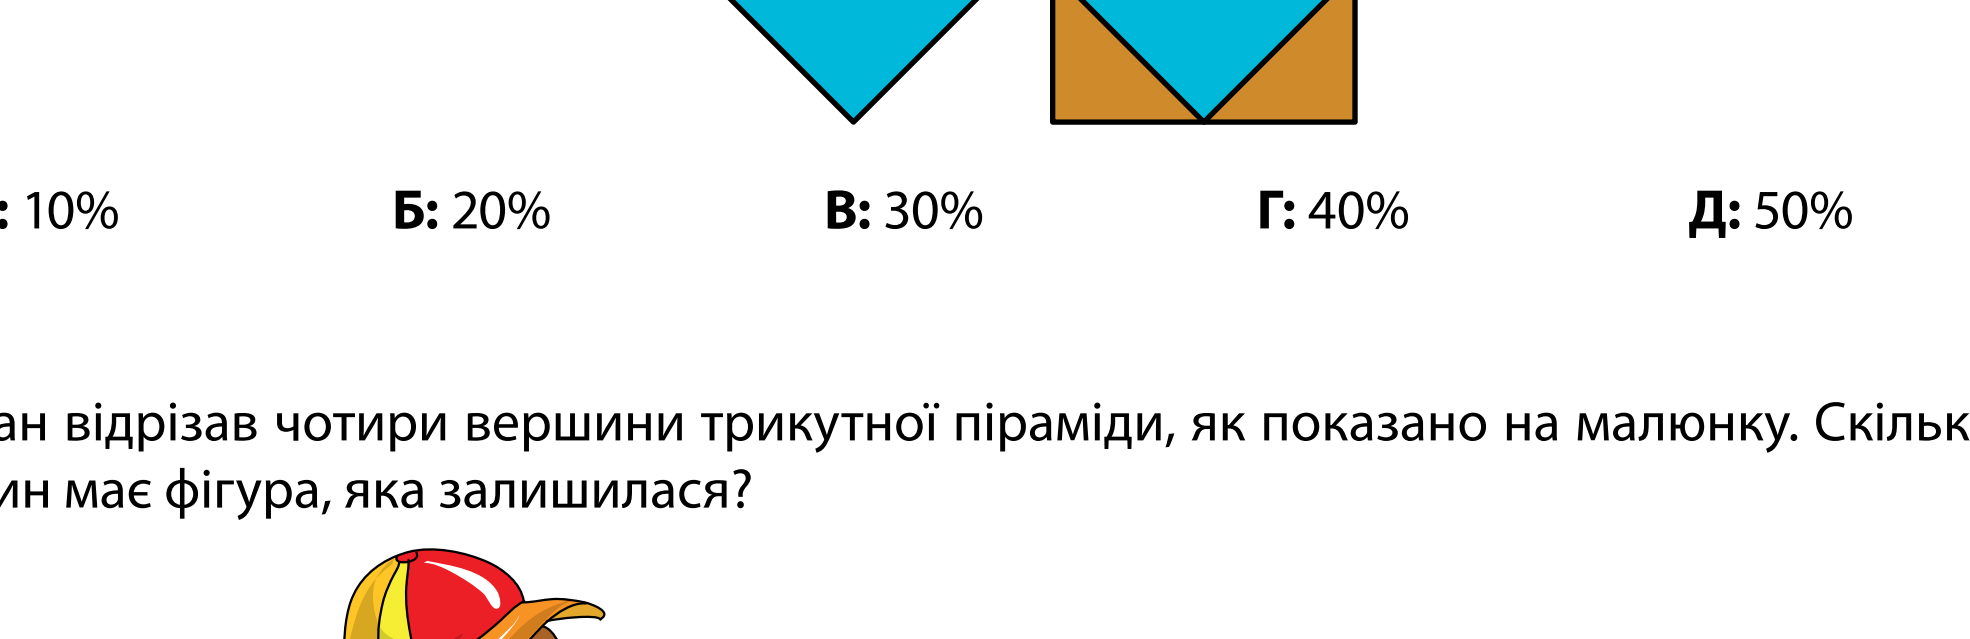 : 10% Б: 20% В: 30% Г: 40% Д: 50%
ан відрізав чотири вершини трикутної піраміди, як показано на малюнку. Скільк
ин має фігура, яка залишилася?